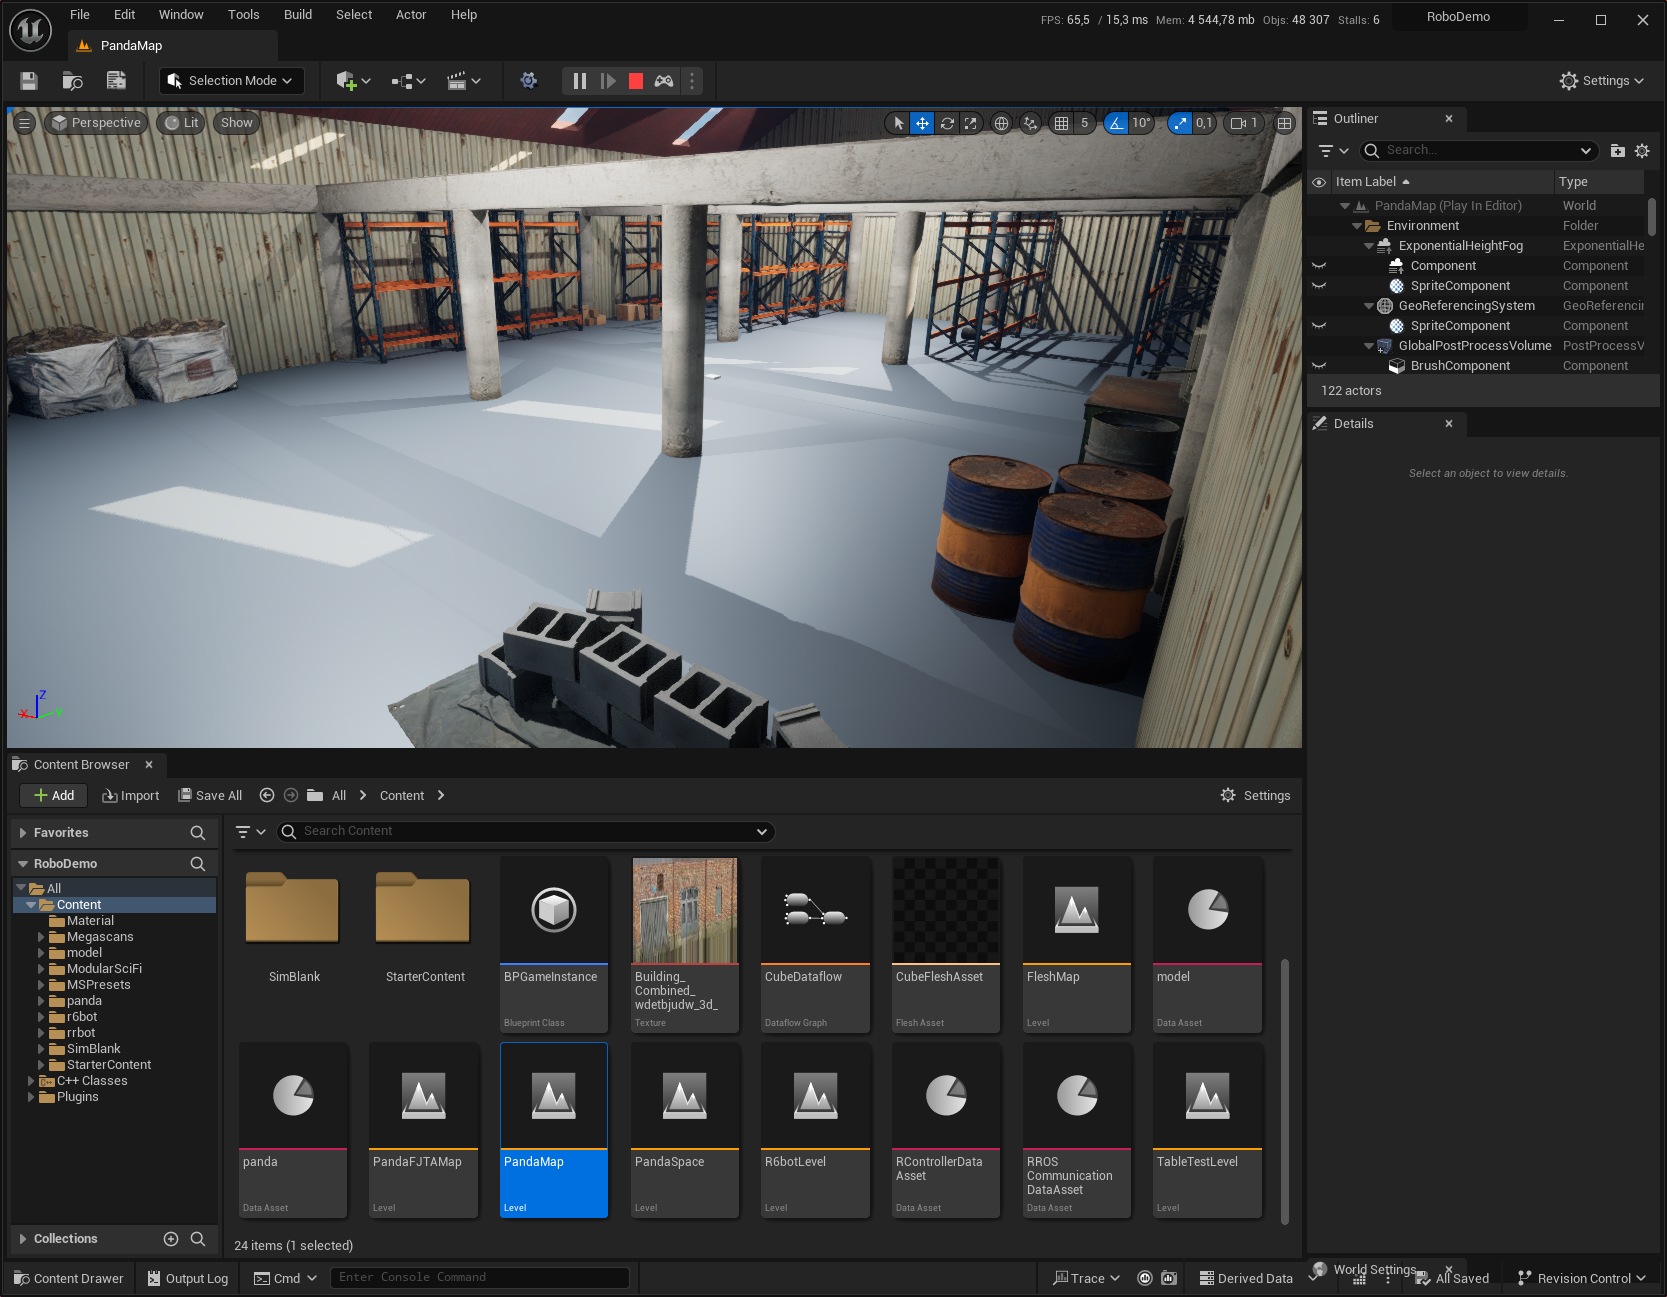 File Edit Window Tools Build Select Actor Help
FPS: 65,5 / 15,3 ms Mem: 4 544,78 mb Objs: 48 307 Stalls: 6
RoboDemo
PandaMap
Selection Mode
Settings
Perspective Lit Show
5 10° 0,1 1
Z
X
Outliner
Search...
Item Label Type
PandaMap (Play In Editor) World
Environment Folder
ExponentialHeightFog ExponentialHe
Component Component
SpriteComponent Component
GeoReferencingSystem GeoReferencir
SpriteComponent Component
GlobalPostProcessVolume PostProcessV
BrushComponent Component
122 actors
Details
Select an object to view details.
Content Browser
Add Import Save All All Content Settings
Favorites
RoboDemo
All
Content
Material
Megascans
model
ModularSciFi
MSPresets
panda
r6bot
rrbot
SimBlank
StarterContent
C++ Classes
Plugins
Collections
Search Content
SimBlank
StarterContent
BPGameInstance
Blueprint Class
Building_
Combined_
wdetbjudw_3d_
Texture
CubeDataflow
Dataflow Graph
CubeFleshAsset
Flesh Asset
FleshMap
Level
model
Data Asset
panda
Data Asset
PandaFJTAMap
Level
PandaMap
Level
PandaSpace
Level
R6botLevel
Level
RControllerData
Asset
Data Asset
RROS
Communication
DataAsset
Data Asset
TableTestLevel
Level
24 items (1 selected)
World Settings
Content Drawer Output Log Cmd Enter Console Command Trace Derived Data All Saved Revision Control